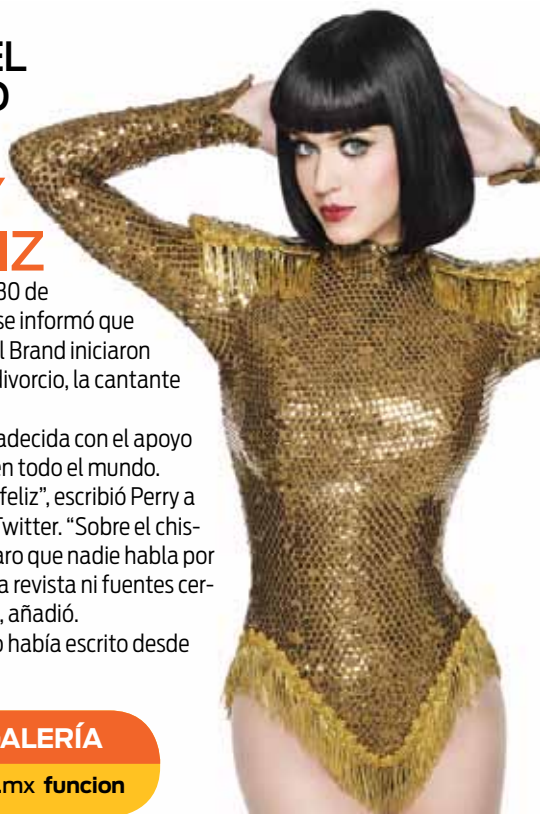 EL
O
Y
IZ
30 de
se informó que
l Brand iniciaron
divorcio, la cantante
adecida con el apoyo
en todo el mundo.
feliz”, escribió Perry a
Twitter. “Sobre el chis-
aro que nadie habla por
a revista ni fuentes cer-
, añadió.
o había escrito desde
ALERÍA
.mx funcion